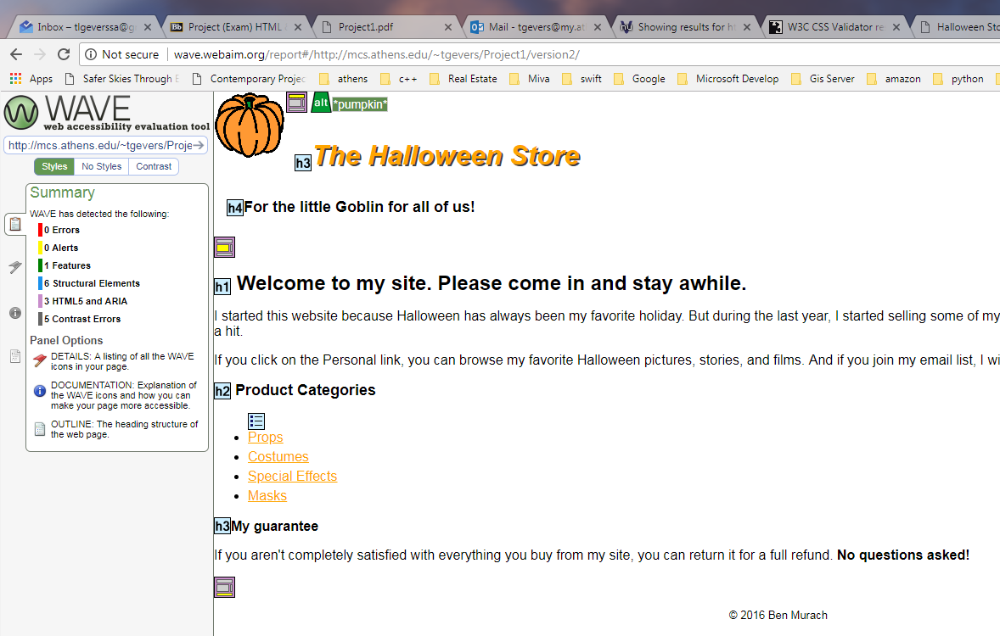 Inbox – tlgeverssa@g
Project (Exam) HTML
Project1.pdf
Mail - tgevers@my.at
Showing results for ht
W3C CSS Validator re
Halloween Sto
Not secure | wave.webaim.org/report#/http://mcs.athens.edu/~tgevers/Project1/version2/
Apps Safer Skies Through E Contemporary Projec athens c++ Real Estate Miva swift Google Microsoft Develop Gis Server amazon python
WAVE
web accessibility evaluation tool
http://mcs.athens.edu/~tgevers/Proje
Styles No Styles Contrast
Summary
WAVE has detected the following:
0 Errors
0 Alerts
1 Features
6 Structural Elements
3 HTML5 and ARIA
5 Contrast Errors
Panel Options
DETAILS: A listing of all the WAVE
icons in your page.
DOCUMENTATION: Explanation of
the WAVE icons and how you can
make your page more accessible.
OUTLINE: The heading structure of
the web page.
alt *pumpkin*
h3 The Halloween Store
h4 For the little Goblin for all of us!
h1 Welcome to my site. Please come in and stay awhile.
I started this website because Halloween has always been my favorite holiday. But during the last year, I started selling some of my
a hit.
If you click on the Personal link, you can browse my favorite Halloween pictures, stories, and films. And if you join my email list, I wi
h2 Product Categories
Props
Costumes
Special Effects
Masks
h3 My guarantee
If you aren't completely satisfied with everything you buy from my site, you can return it for a full refund. No questions asked!
© 2016 Ben Murach